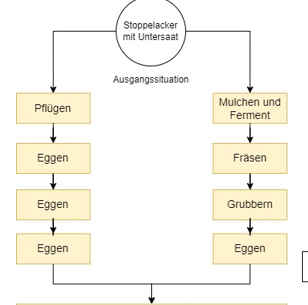 Stoppelacker
mit Untersaat
Ausgangssituation
Pflügen
Mulchen und
Ferment
Eggen
Fräsen
Eggen
Grubbern
Eggen
Eggen